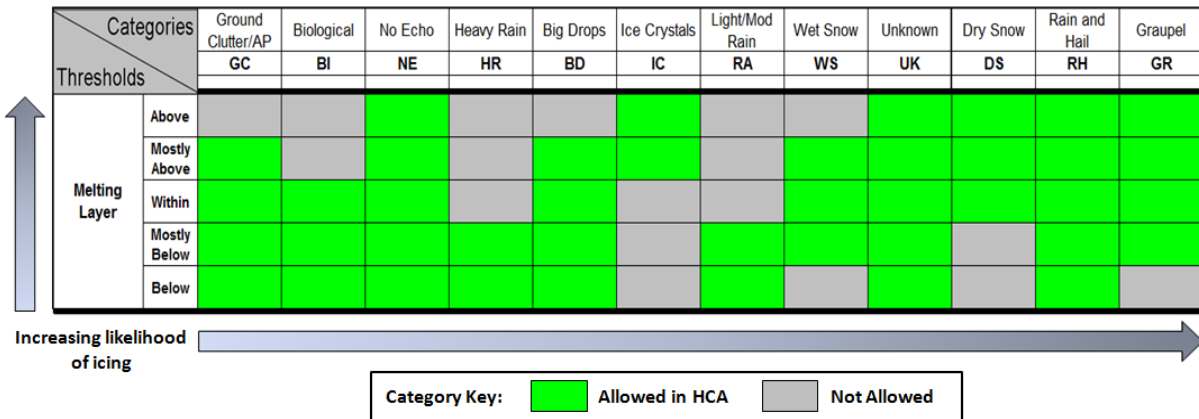 Categories
Thresholds
Ground Clutter/AP
Biological
No Echo
Heavy Rain
Big Drops
Ice Crystals
Light/Mod Rain
Wet Snow
Unknown
Dry Snow
Rain and Hail
Graupel
GC BI NE HR BD IC RA WS UK DS RH GR
Melting Layer
Above
Mostly Above
Within
Mostly Below
Below
Increasing likelihood
of icing
Category Key: Allowed in HCA Not Allowed